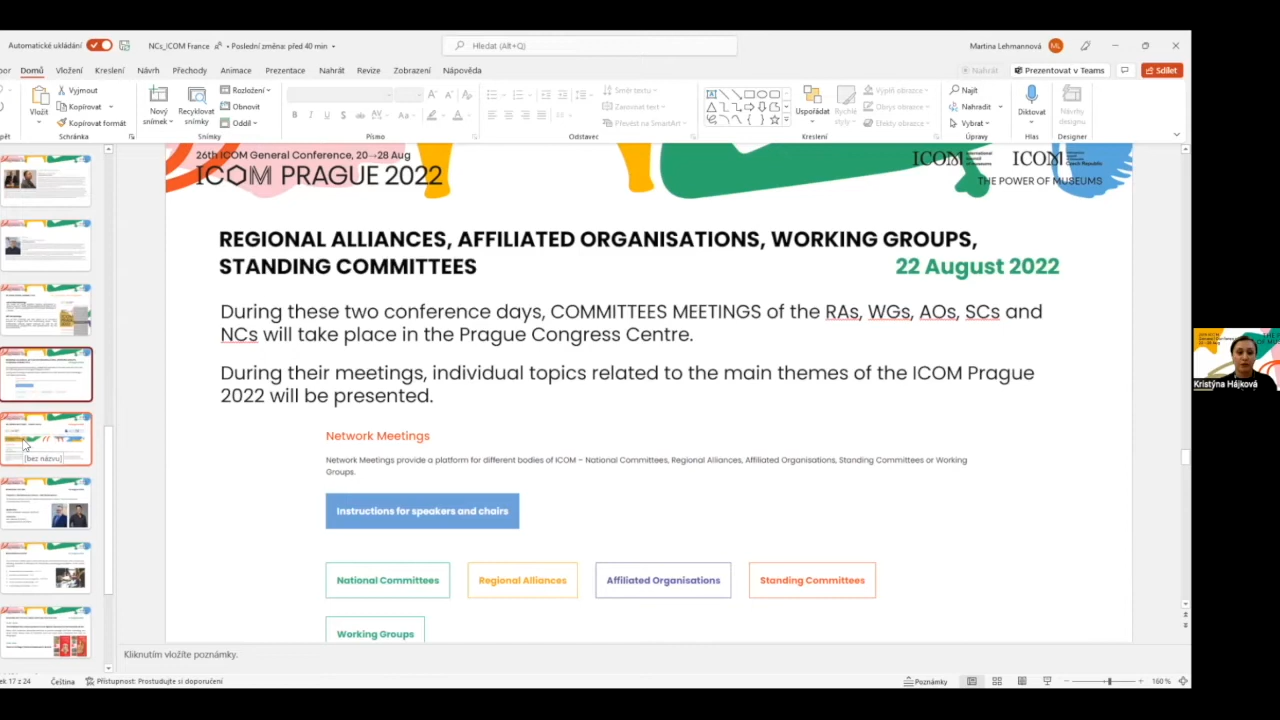 Automatické ukládání
NCs_ICOM France
• Poslední změna: před 40 min
Hledat (Alt+Q)
Martina Lehmannová
ML
Domů
Vložení
Kreslení
Návrh
Přechody
Animace
Prezentace
Nahrát
Revize
Zobrazení
Nápověda
Nahrát
Prezentovat v Teams
Sdílet
Vložit
Vyjmout
Kopírovat
Kopírovat formát
Schránka
Nový
snímek
Recyklovat
snímky
Rozložení
Obnovit
Oddíl
Snímky
Písmo
Směr textu
Zarovnat text
Převést na SmartArt
Odstavec
Uspořádat
Rychlé
styly
Výplň obrazce
Obrys obrazce
Efekty obrazce
Kreslení
Najít
Nahradit
Vybrat
Úpravy
Diktovat
Hlas
Návrhy
designu
Designer
26th ICOM General Conference, 20→28 Aug
ICOM PRAGUE 2022
ICOM international council of museums
ICOM Czech Republic
THE POWER OF MUSEUMS
REGIONAL ALLIANCES, AFFILIATED ORGANISATIONS, WORKING GROUPS,
STANDING COMMITTEES
22 August 2022
During these two conference days, COMMITTEES MEETINGS of the RAs, WGs, AOs, SCs and
NCs will take place in the Prague Congress Centre.
During their meetings, individual topics related to the main themes of the ICOM Prague
2022 will be presented.
Network Meetings
Network Meetings provide a platform for different bodies of ICOM – National Committees, Regional Alliances, Affiliated Organisations, Standing Committees or Working
Groups.
Instructions for speakers and chairs
National Committees
Regional Alliances
Affiliated Organisations
Standing Committees
Working Groups
[bez názvu]
Kristýna Hájková
Kliknutím vložíte poznámky.
17 z 24
Čeština
Přístupnost: Prostudujte si doporučení
Poznámky
160 %